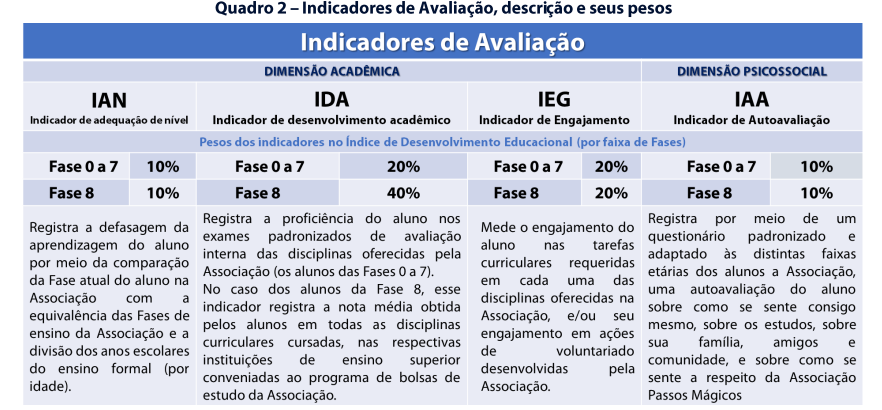 Quadro 2 – Indicadores de Avaliação, descrição e seus pesos
Indicadores de Avaliação
DIMENSÃO ACADÊMICA
DIMENSÃO PSICOSSOCIAL
IAN
Indicador de adequação de nível
IDA
Indicador de desenvolvimento acadêmico
IEG
Indicador de Engajamento
IAA
Indicador de Autoavaliação
Pesos dos indicadores no Índice de Desenvolvimento Educacional (por faixa de Fases)
Fase 0 a 7 10% Fase 0 a 7 20% Fase 0 a 7 20% Fase 0 a 7 10%
Fase 8 10% Fase 8 40% Fase 8 20% Fase 8 10%
Registra a defasagem da
aprendizagem do aluno
por meio da comparação
da Fase atual do aluno na
Associação com a
equivalência das Fases de
ensino da Associação e a
divisão dos anos escolares
do ensino formal (por
idade).
Registra a proficiência do aluno nos
exames padronizados de avaliação
interna das disciplinas oferecidas pela
Associação (os alunos das Fases 0 a 7).
No caso dos alunos da Fase 8, esse
indicador registra a nota média obtida
pelos alunos em todas as disciplinas
curriculares cursadas, nas respectivas
instituições de ensino superior
conveniadas ao programa de bolsas de
estudo da Associação.
Mede o engajamento do
aluno nas tarefas
curriculares requeridas
em cada uma das
disciplinas oferecidas na
Associação, e/ou seu
engajamento em ações
de voluntariado
desenvolvidas pela
Associação.
Registra por meio de um
questionário padronizado e
adaptado às distintas faixas
etárias dos alunos a Associação,
uma autoavaliação do aluno
sobre como se sente consigo
mesmo, sobre os estudos, sobre
sua família, amigos e
comunidade, e sobre como se
sente a respeito da Associação
Passos Mágicos